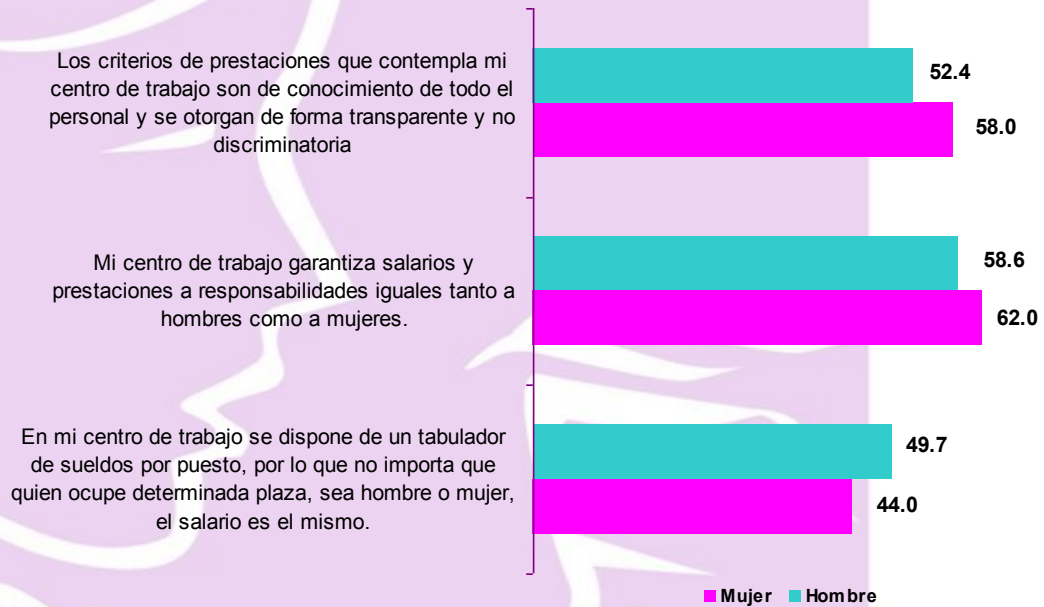 Los criterios de prestaciones que contempla mi
centro de trabajo son de conocimiento de todo el
personal y se otorgan de forma transparente y no
discriminatoria
52.4
58.0
Mi centro de trabajo garantiza salarios y
prestaciones a responsabilidades iguales tanto a
hombres como a mujeres.
58.6
62.0
En mi centro de trabajo se dispone de un tabulador
de sueldos por puesto, por lo que no importa que
quien ocupe determinada plaza, sea hombre o mujer,
el salario es el mismo.
49.7
44.0
Mujer Hombre